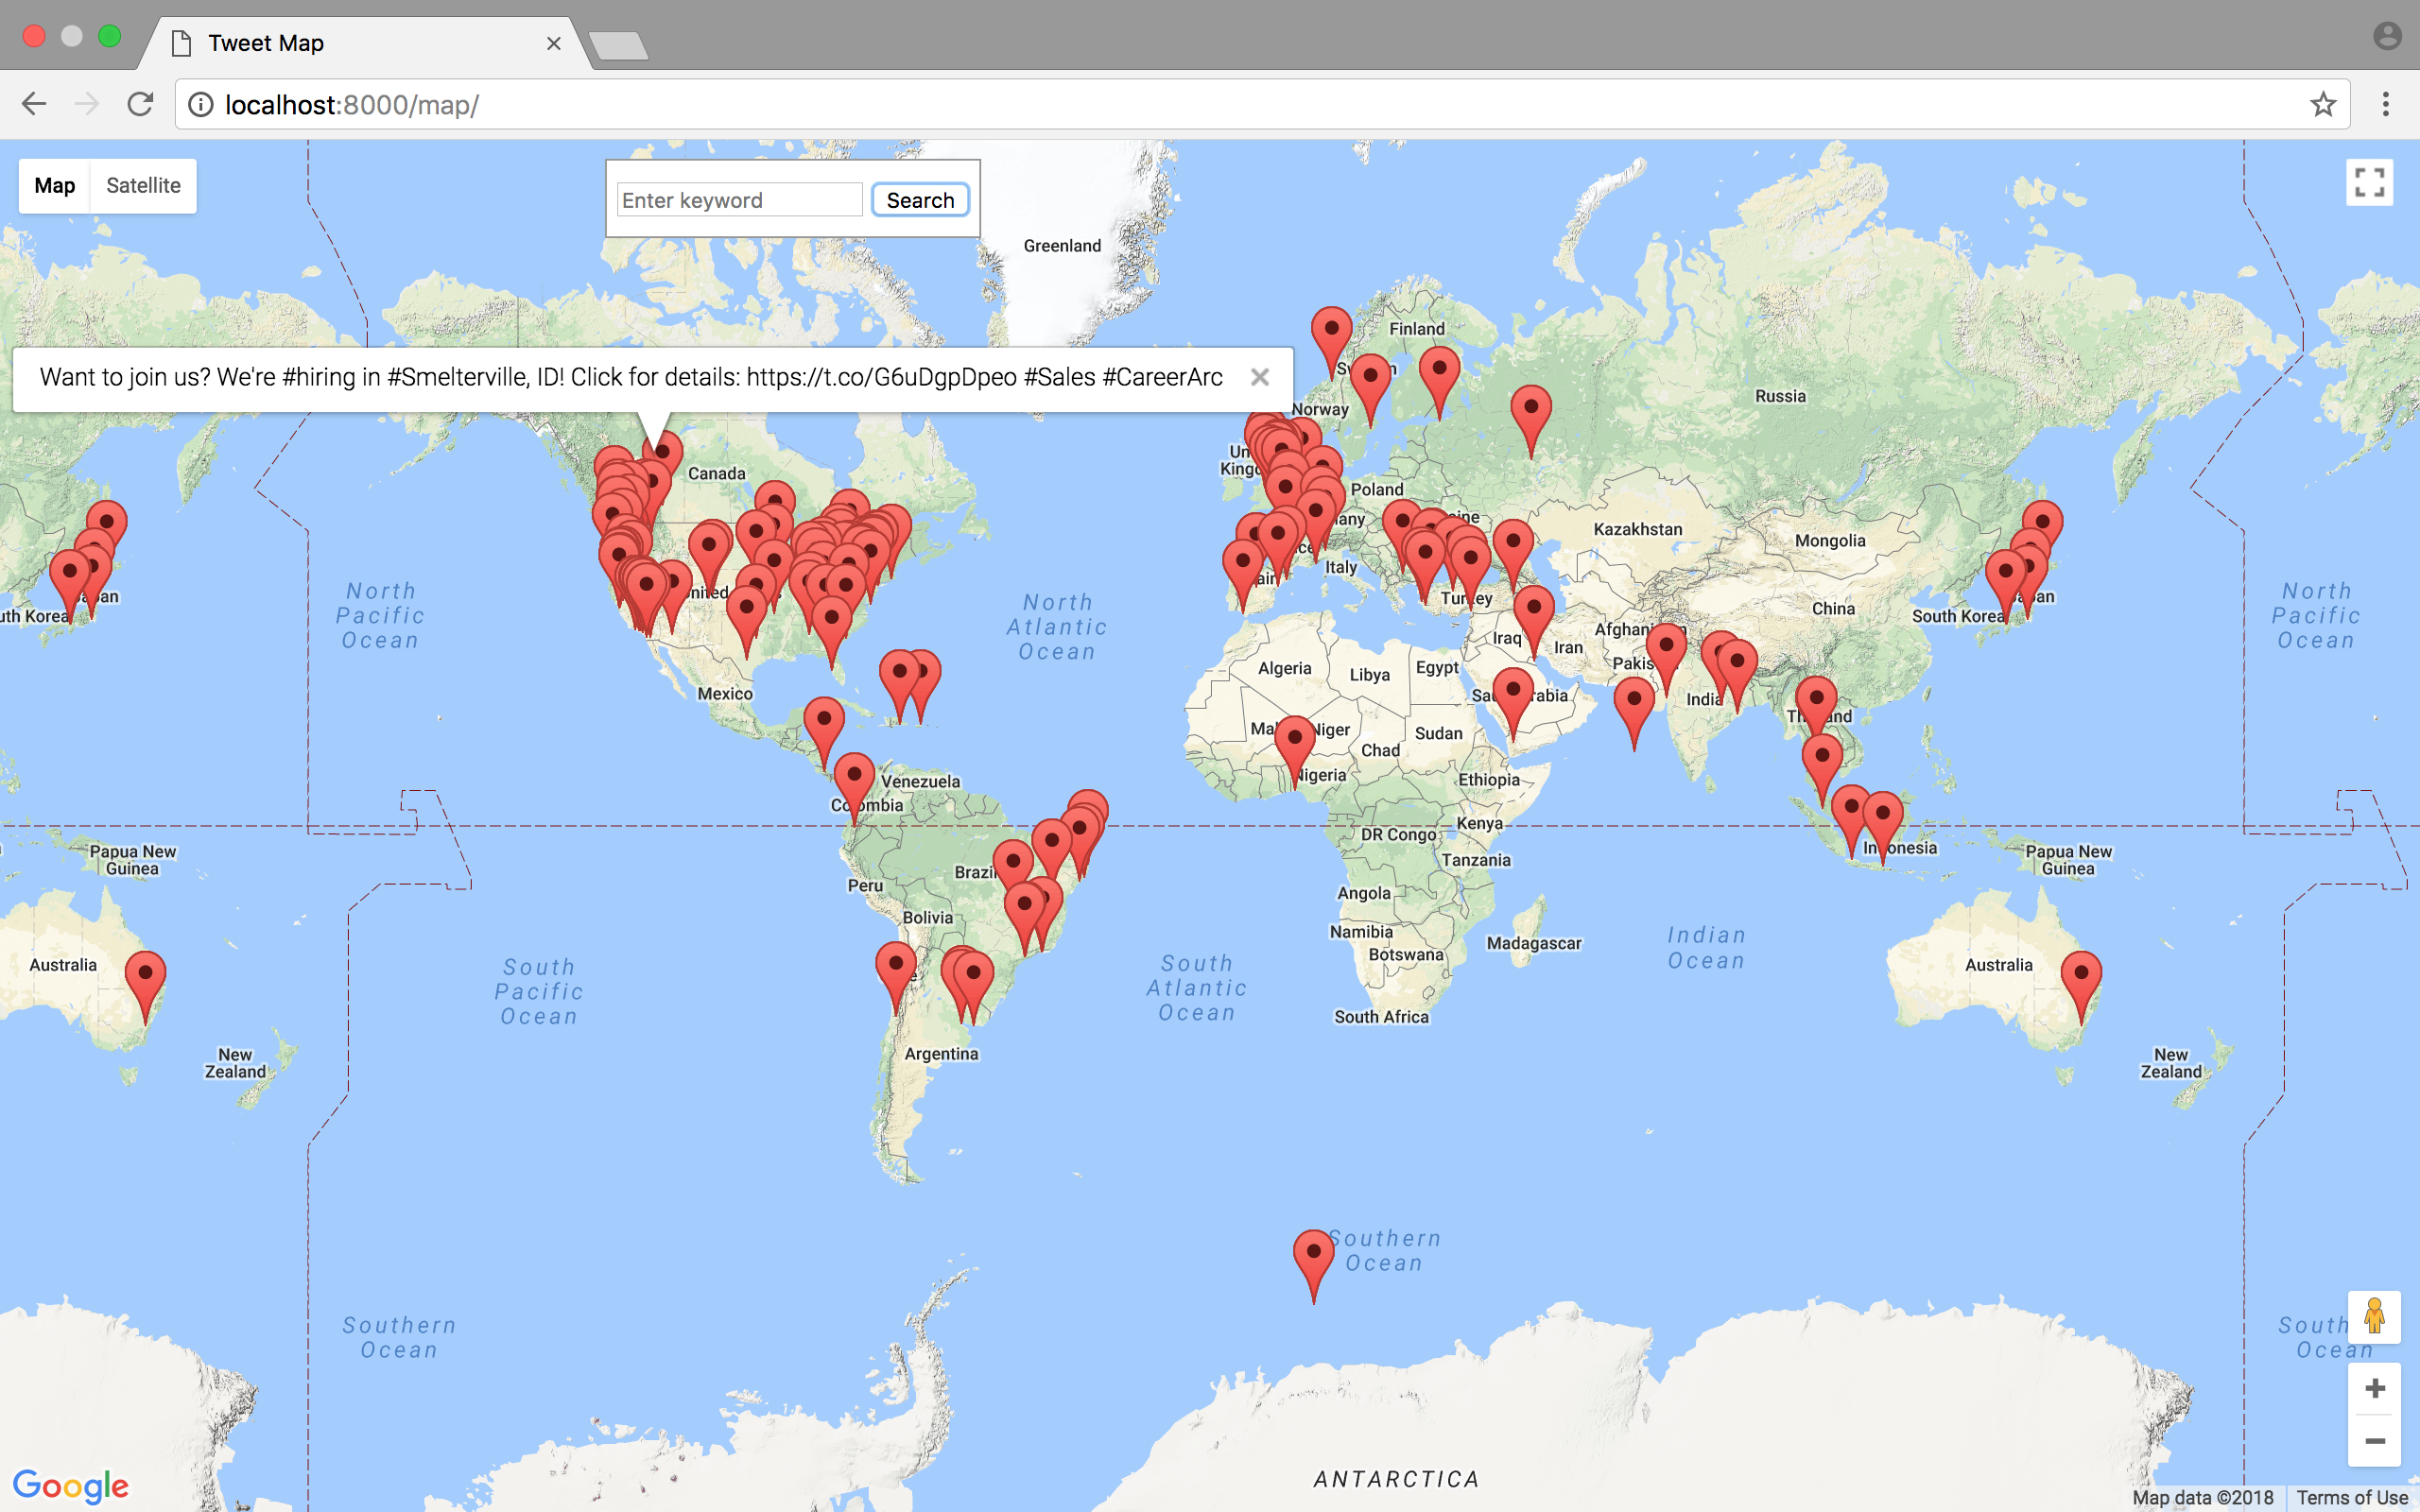 Tweet Map
localhost:8000/map/
Map
Satellite
Enter keyword
Search
Greenland
Finland
Want to join us? We're #hiring in #Smelterville, ID! Click for details: https://t.co/G6uDgpDpeo #Sales #CareerArc
Norway
Russia
Canada
Poland
Kazakhstan
Mongolia
Italy
Turkey
North
Pacific
Ocean
North
Atlantic
Ocean
China
South Korea
North
Pacific
Ocean
Iraq
Iran
Algeria
Libya
Egypt
Mexico
India
Niger
Chad
Sudan
Nigeria
Ethiopia
Venezuela
DR Congo
Kenya
Tanzania
Papua New
Guinea
Papua New
Guinea
Peru
Angola
Bolivia
Namibia
Botswana
Madagascar
Indian
Ocean
Australia
South
Pacific
Ocean
South
Atlantic
Ocean
Australia
South Africa
Argentina
New
Zealand
New
Zealand
Southern
Ocean
Southern
Ocean
South
Ocean
ANTARCTICA
Google
Map data ©2018
Terms of Use